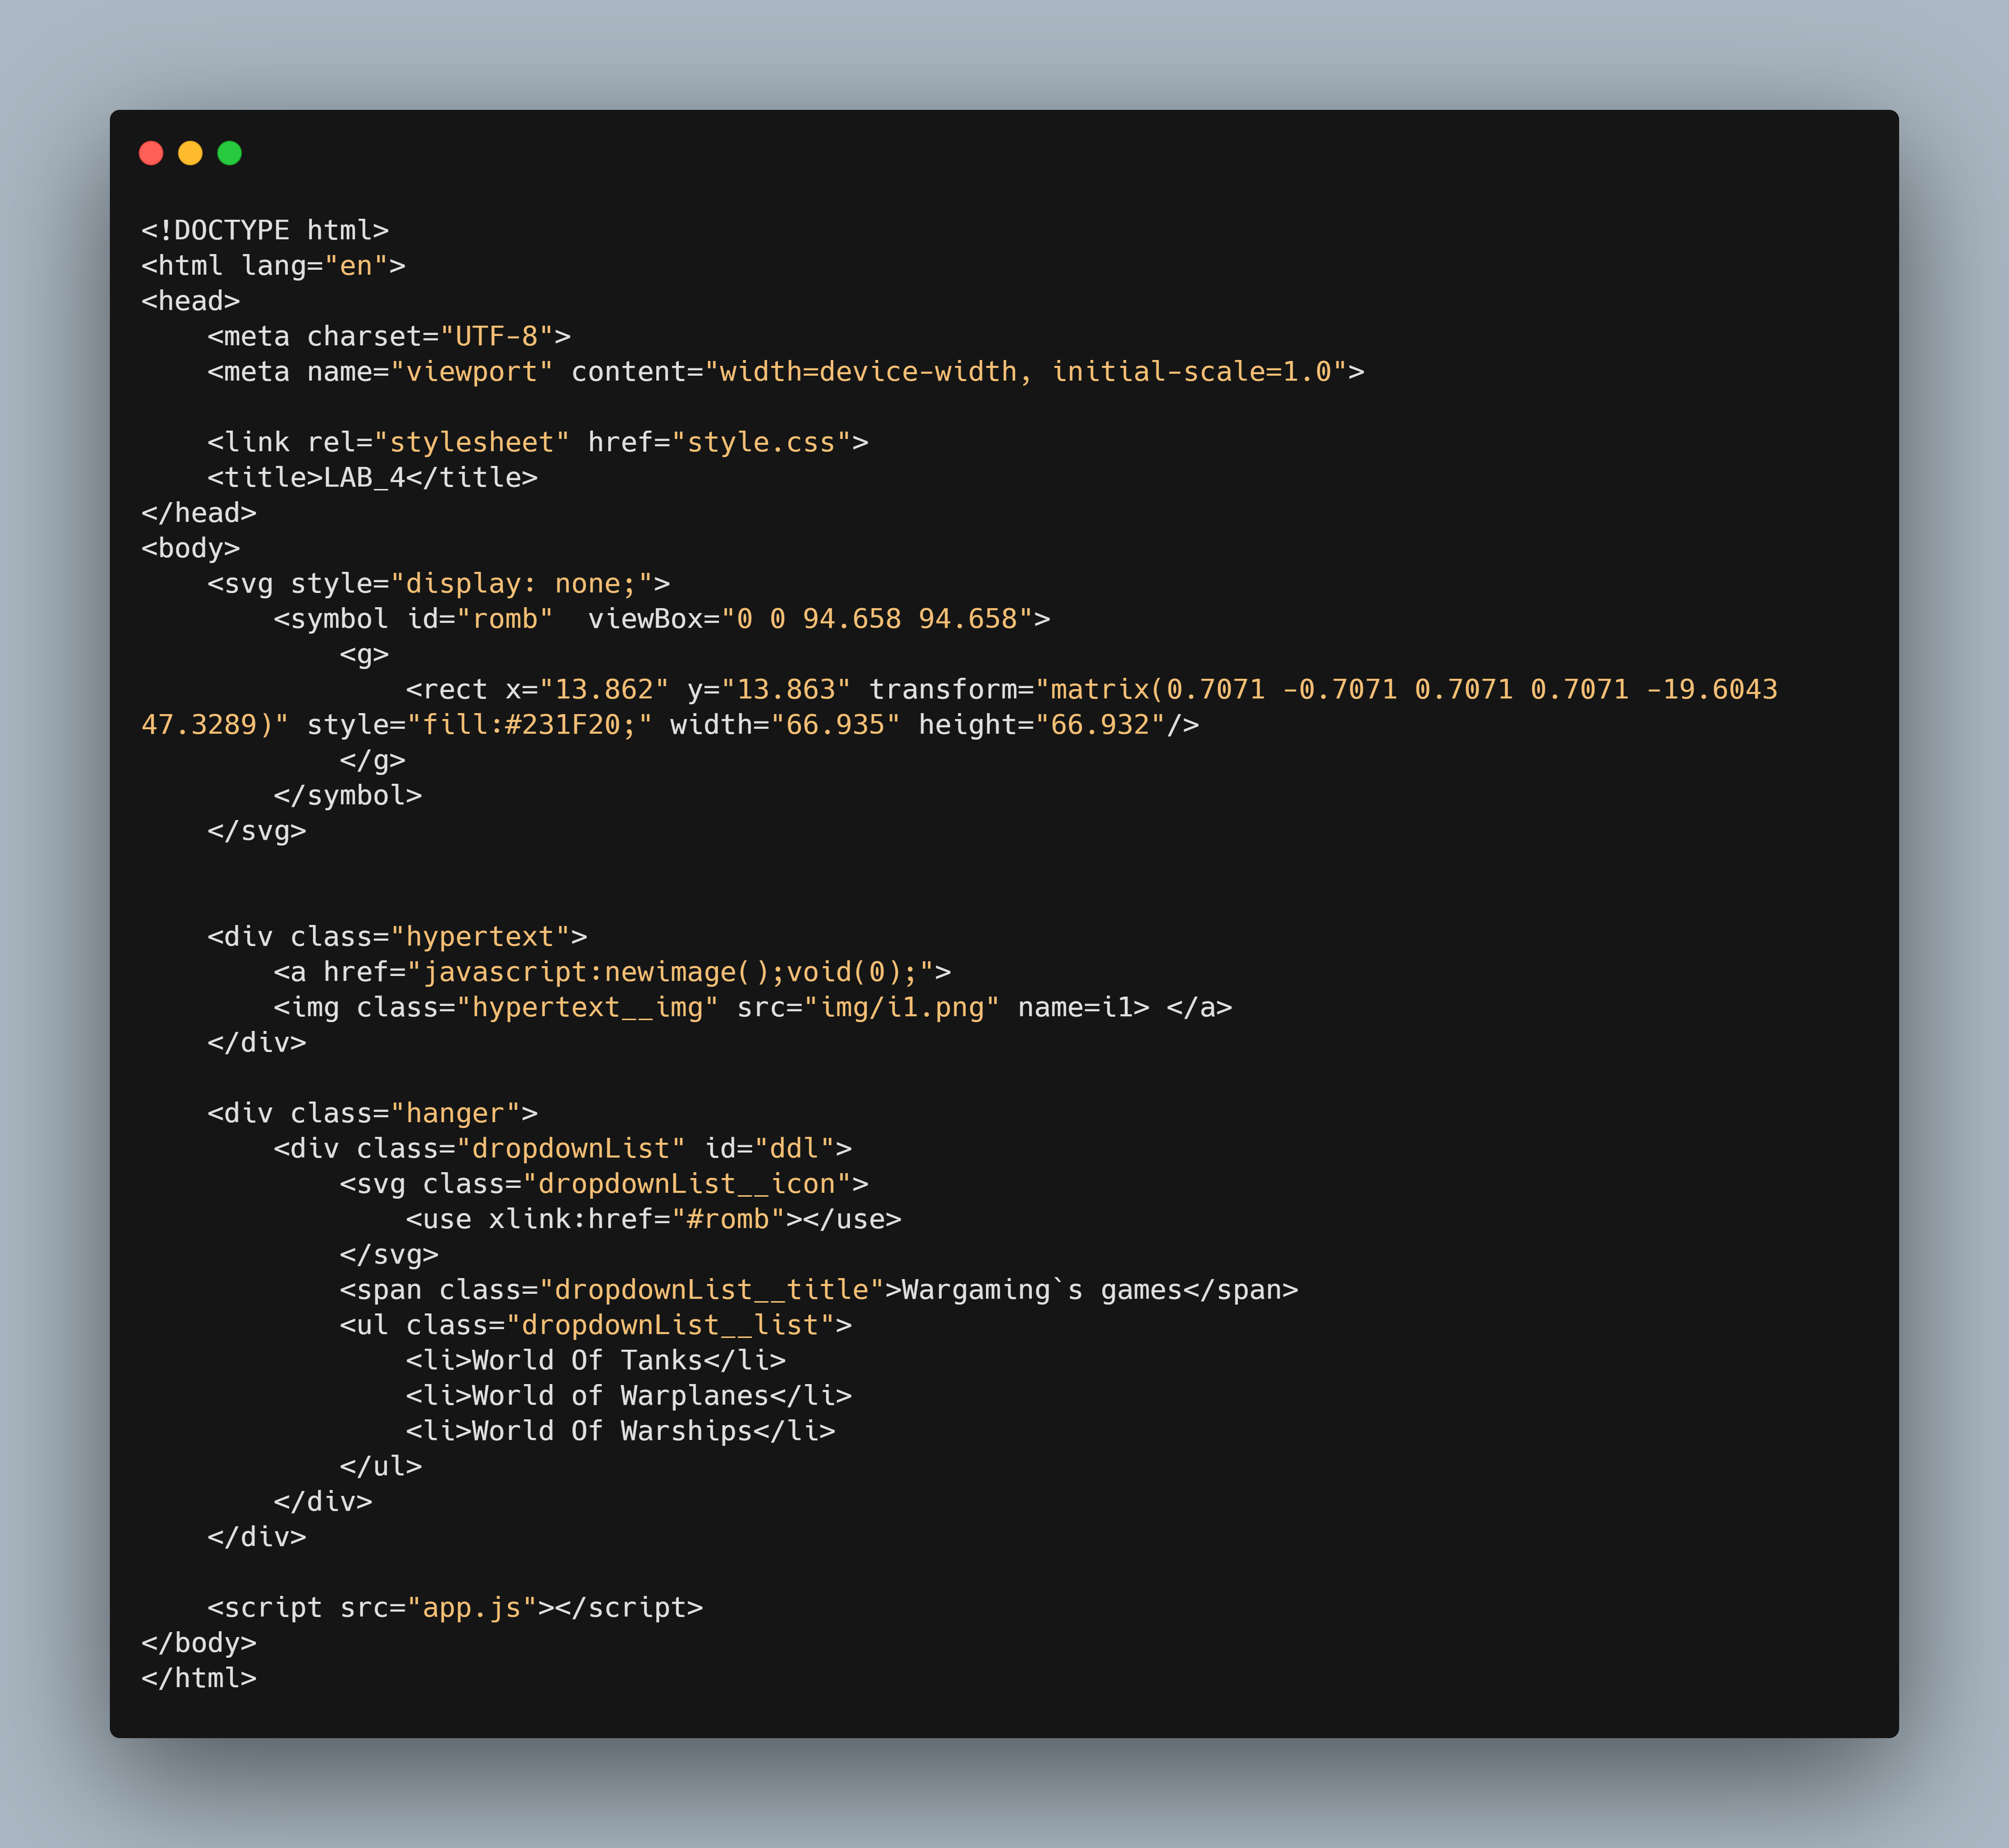 <!DOCTYPE html>
<html lang="en">
<head>
    <meta charset="UTF-8">
    <meta name="viewport" content="width=device-width, initial-scale=1.0">

    <link rel="stylesheet" href="style.css">
    <title>LAB_4</title>
</head>
<body>
    <svg style="display: none;">
        <symbol id="romb"  viewBox="0 0 94.658 94.658">
            <g>
                <rect x="13.862" y="13.863" transform="matrix(0.7071 -0.7071 0.7071 0.7071 -19.6043
47.3289)" style="fill:#231F20;" width="66.935" height="66.932"/>
            </g>
        </symbol>
    </svg>


    <div class="hypertext">
        <a href="javascript:newimage();void(0);">
        <img class="hypertext__img" src="img/i1.png" name=i1> </a>
    </div>

    <div class="hanger">
        <div class="dropdownList" id="ddl">
            <svg class="dropdownList__icon">
                <use xlink:href="#romb"></use>
            </svg>
            <span class="dropdownList__title">Wargaming`s games</span>
            <ul class="dropdownList__list">
                <li>World Of Tanks</li>
                <li>World of Warplanes</li>
                <li>World Of Warships</li>
            </ul>
        </div>
    </div>

    <script src="app.js"></script>
</body>
</html>